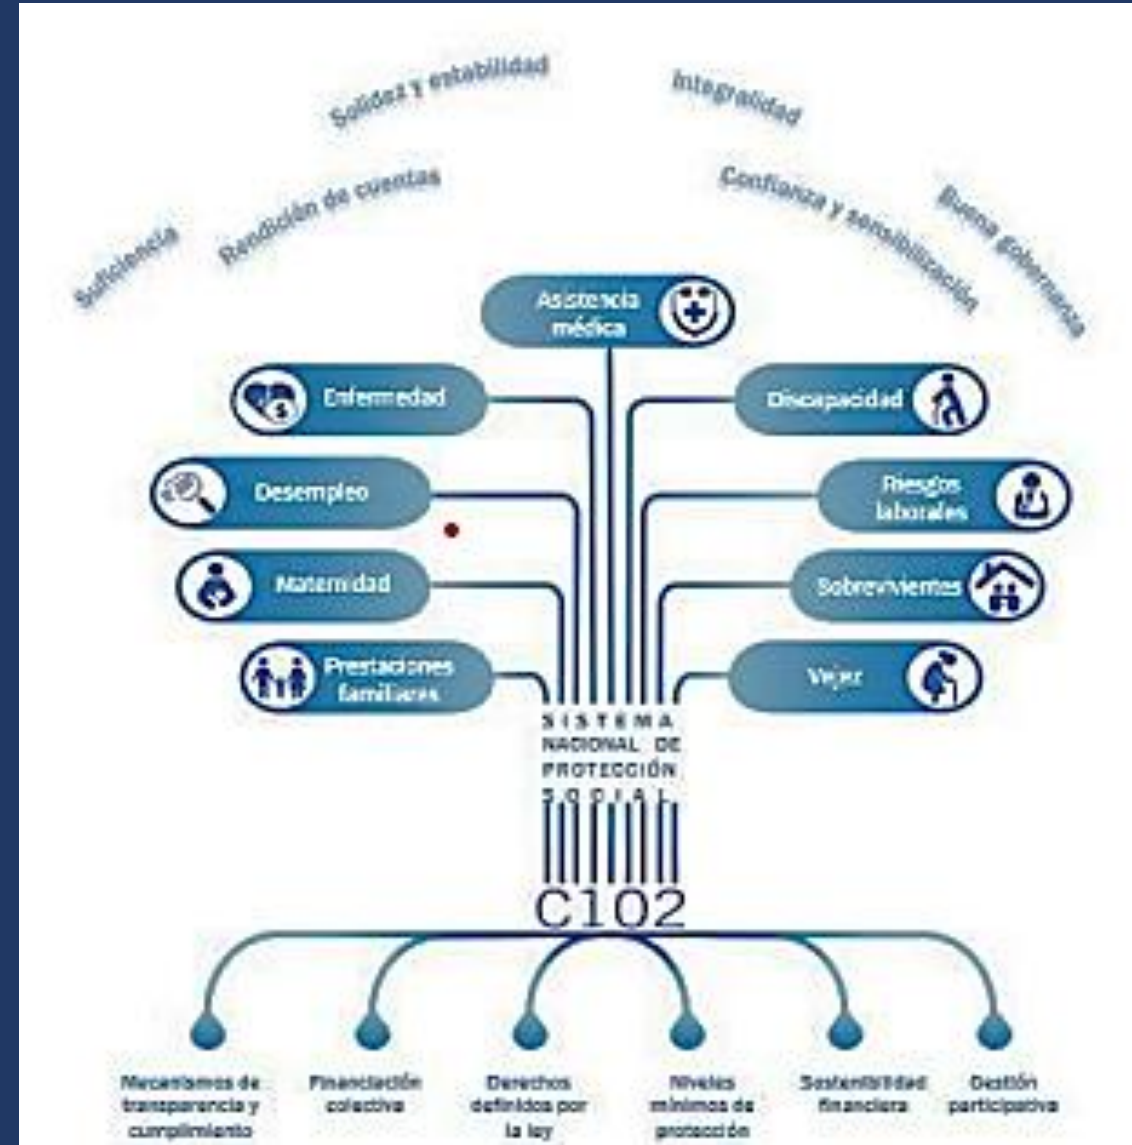 Solidez y estabilidad
Integralidad
Rendición de cuentas
Confianza y sensibilización
Suficiencia
Buena gobernanza
Asistencia
médica
Enfermedad
Discapacidad
Desempleo
Riesgos
laborales
Maternidad
Sobrevivientes
Prestaciones
familiares
Vejez
SISTEMA
NACIONAL DE
PROTECCIÓN
SOCIAL
C102
Mecanismos de
transparencia y
cumplimiento
Financiación
colectiva
Derechos
definidos por
la ley
Niveles
mínimos de
protección
Sostenibilidad
financiera
Gestión
participativa